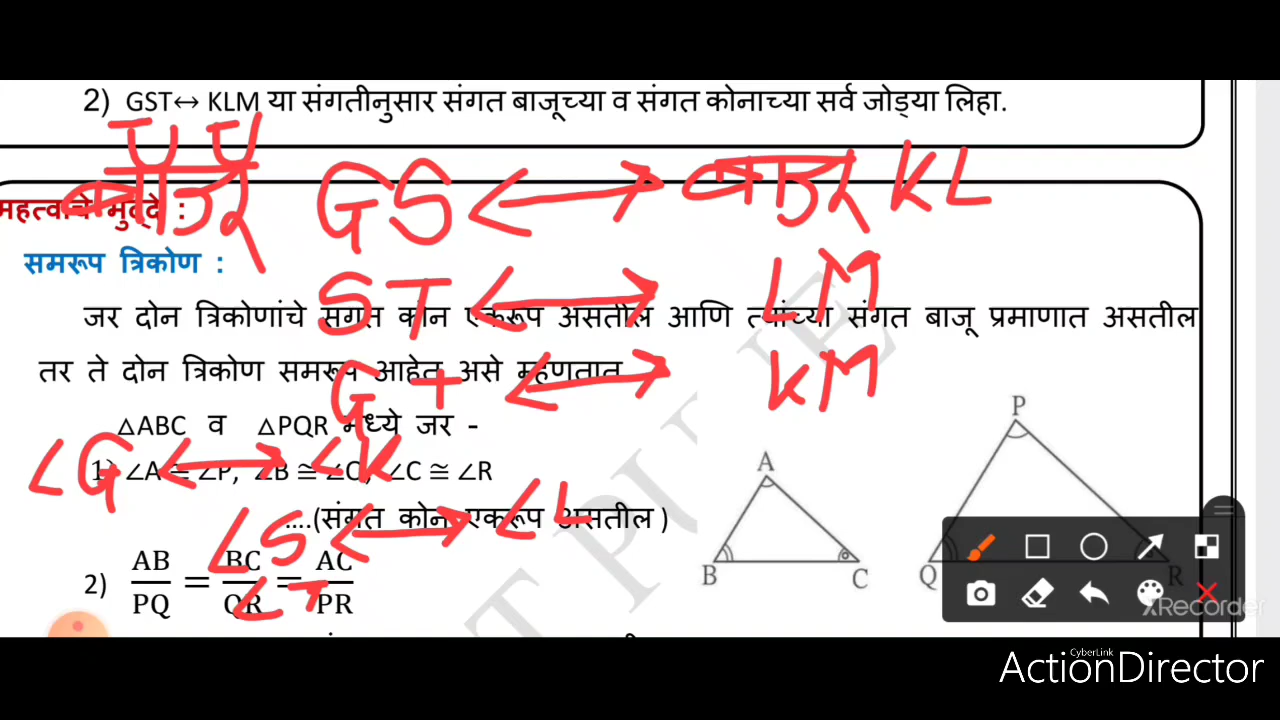 2) GST↔ KLM या संगतीनुसार संगत बाजूच्या व संगत कोनाच्या सर्व जोड्या लिहा.
बाजू GS ↔ बाजू KL
महत्वाचे मुद्दे :
समरूप त्रिकोण :
ST ↔ LM
जर दोन त्रिकोणांचे संगत कोन एकरूप असतील आणि त्यांच्या संगत बाजू प्रमाणात असतील
तर ते दोन त्रिकोण समरूप आहेत असे म्हणतात
GT ↔ KM
△ABC व △PQR मध्ये जर -
∠G ↔ ∠K
1) ∠A ≅ ∠P, ∠B ≅ ∠Q, ∠C ≅ ∠R
....(संगत कोन एकरूप असतील )
∠S ↔ ∠L
2) AB/PQ = BC/QR = AC/PR
∠T
A
B
C
P
Q
R
XRecorder
CyberLink
ActionDirector